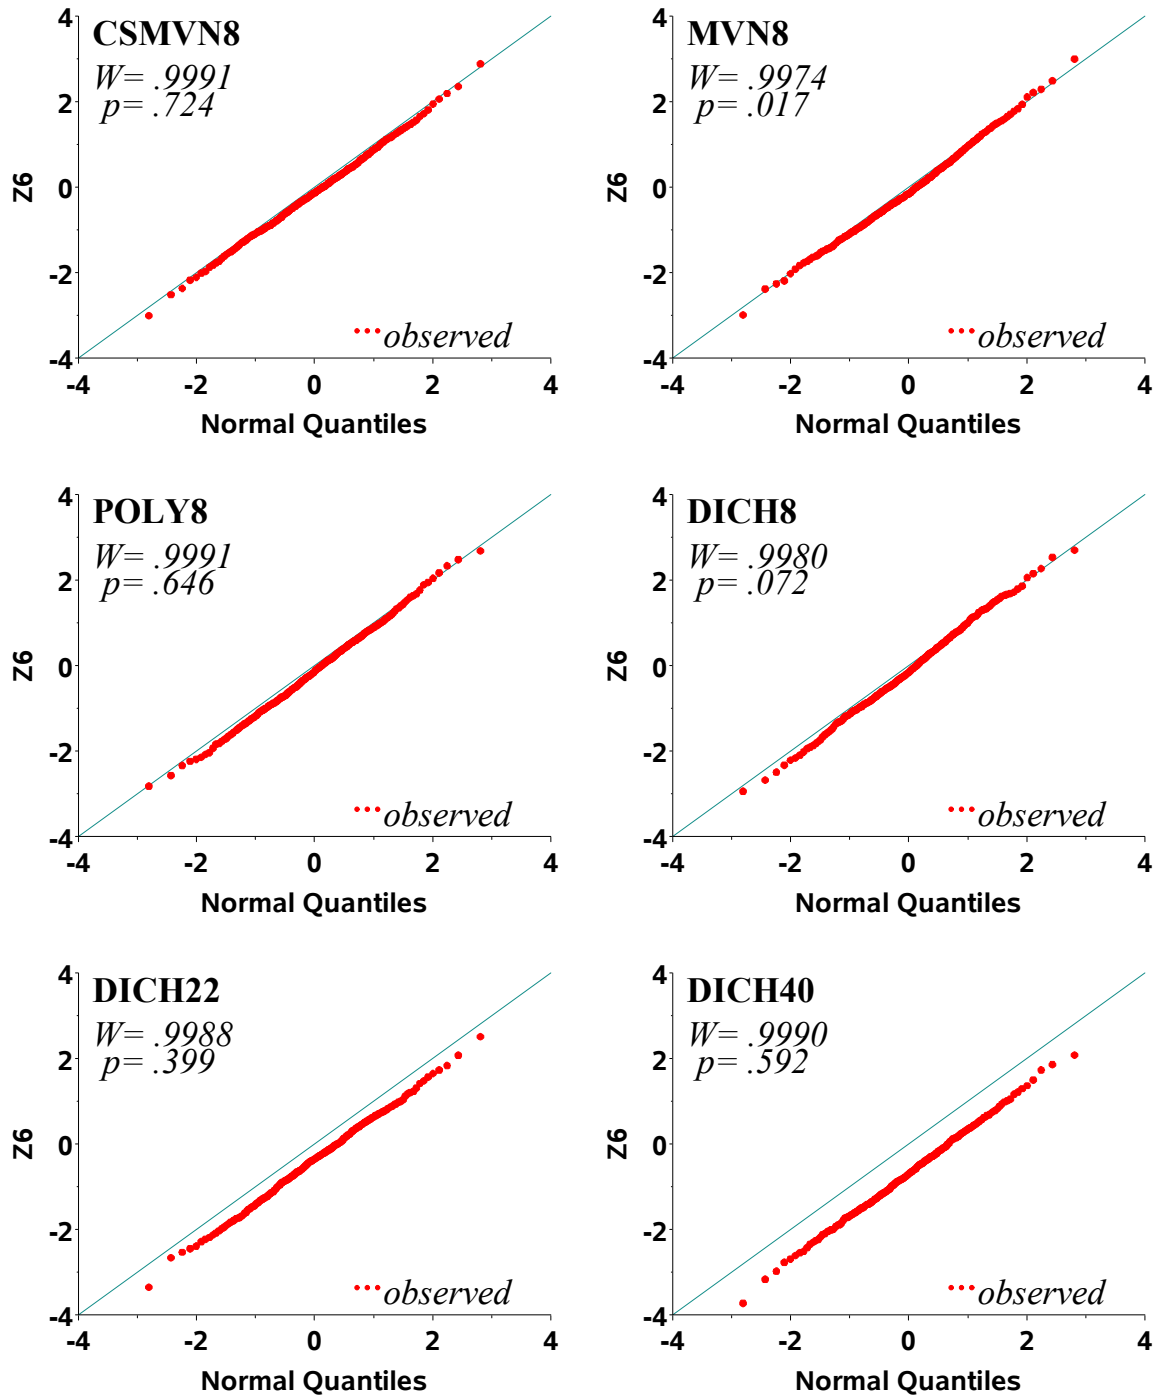 CSMVN8
W= .9991
p= .724
4
2
0
-2
-4
Z6
observed
-4 -2 0 2 4
Normal Quantiles
MVN8
W= .9974
p= .017
4
2
0
-2
-4
Z6
observed
-4 -2 0 2 4
Normal Quantiles
POLY8
W= .9991
p= .646
4
2
0
-2
-4
Z6
observed
-4 -2 0 2 4
Normal Quantiles
DICH8
W= .9980
p= .072
4
2
0
-2
-4
Z6
observed
-4 -2 0 2 4
Normal Quantiles
DICH22
W= .9988
p= .399
4
2
0
-2
-4
Z6
observed
-4 -2 0 2 4
Normal Quantiles
DICH40
W= .9990
p= .592
4
2
0
-2
-4
Z6
observed
-4 -2 0 2 4
Normal Quantiles